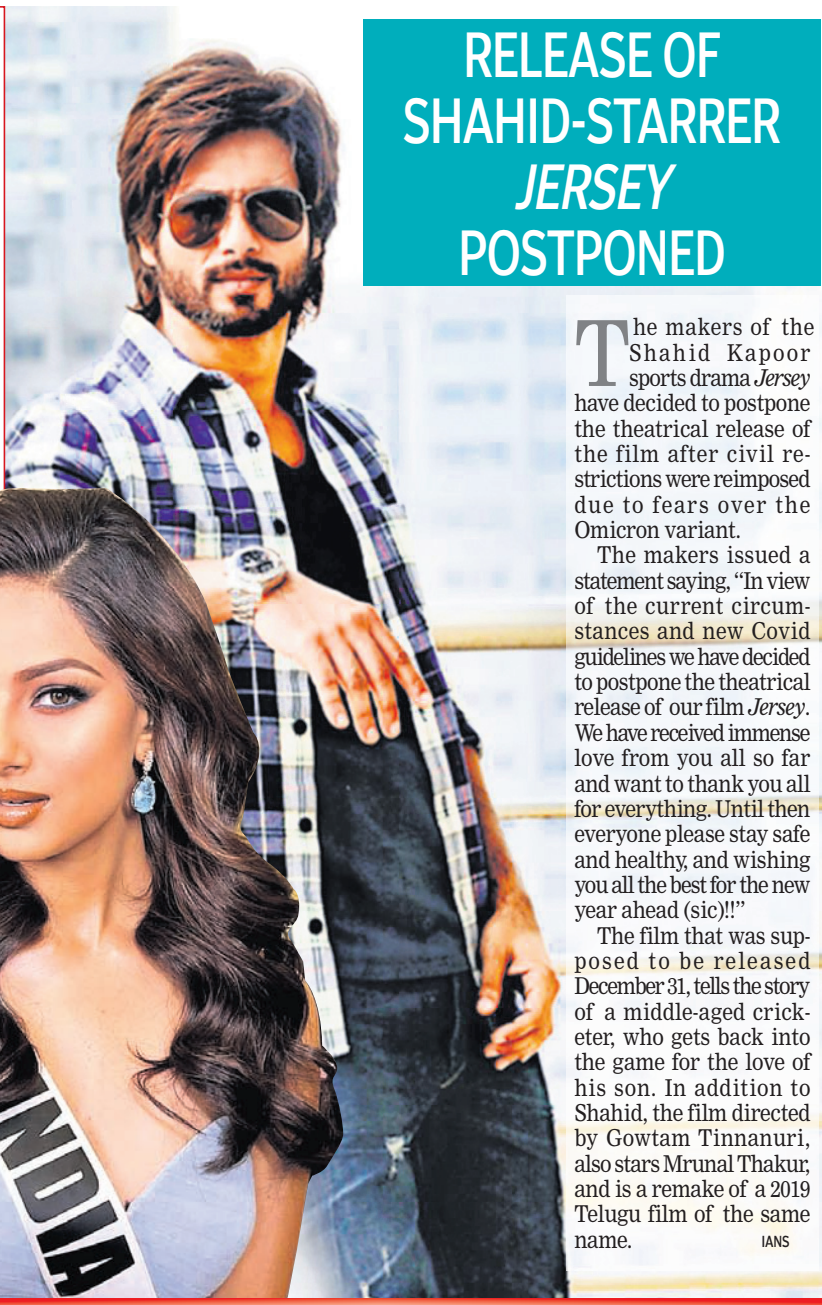 RELEASE OF
SHAHID-STARRER
JERSEY
POSTPONED
The makers of the
Shahid Kapoor
sports drama Jersey
have decided to postpone
the theatrical release of
the film after civil re-
strictions were reimposed
due to fears over the
Omicron variant.
The makers issued a
statement saying, “In view
of the current circum-
stances and new Covid
guidelines we have decided
to postpone the theatrical
release of our film Jersey.
We have received immense
love from you all so far
and want to thank you all
for everything. Until then
everyone please stay safe
and healthy, and wishing
you all the best for the new
year ahead (sic)!!”
The film that was sup-
posed to be released
December 31, tells the story
of a middle-aged crick-
eter, who gets back into
the game for the love of
his son. In addition to
Shahid, the film directed
by Gowtam Tinnanuri,
also stars Mrunal Thakur,
and is a remake of a 2019
Telugu film of the same
name. IANS
NDIA